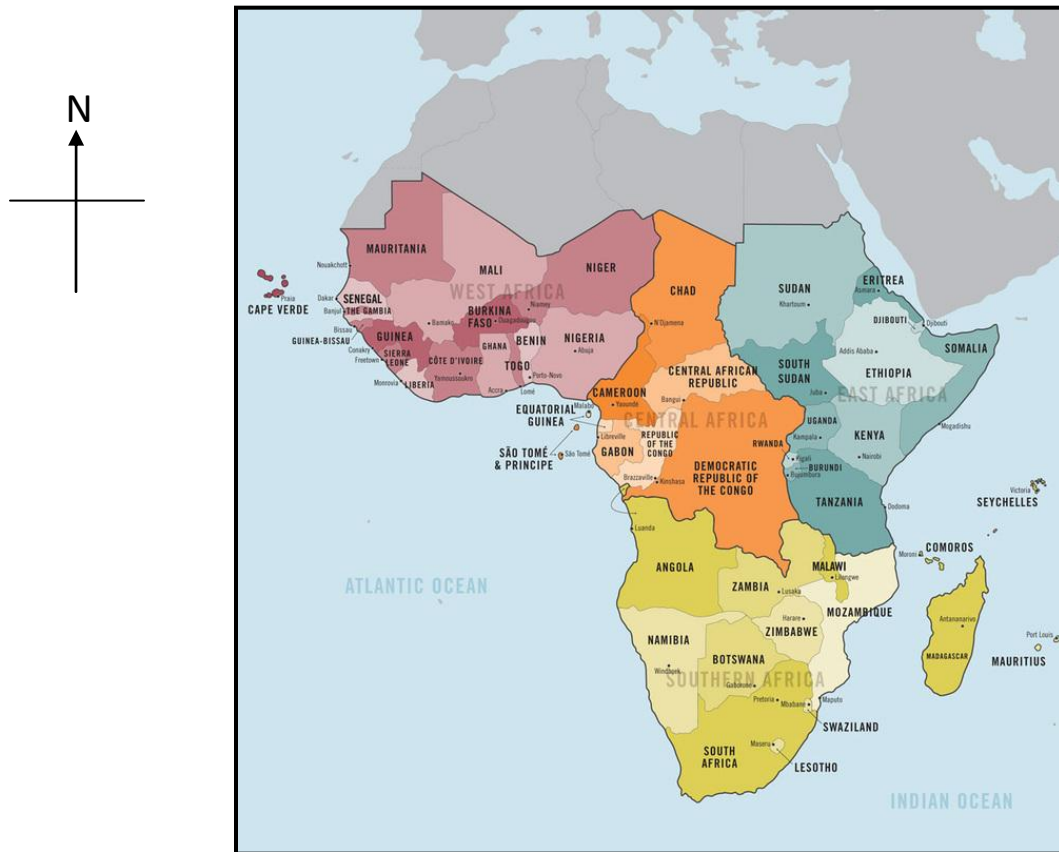 N
MAURITANIA
MALI
NIGER
WEST AFRICA
Nouakchott
Praia
CAPE VERDE
Dakar
SENEGAL
Banjul
THE GAMBIA
Bissau
GUINEA-BISSAU
GUINEA
Conakry
Freetown
SIERRA
LEONE
Monrovia
LIBERIA
Bamako
BURKINA
FASO
Ouagadougou
Niamey
CÔTE D'IVOIRE
Yamoussoukro
GHANA
Accra
TOGO
Lomé
BENIN
Porto-Novo
NIGERIA
Abuja
CHAD
N'Djamena
CENTRAL AFRICAN
REPUBLIC
Bangui
CAMEROON
Yaoundé
CENTRAL AFRICA
Malabo
EQUATORIAL
GUINEA
Libreville
GABON
SÃO TOMÉ
& PRINCIPE
São Tomé
REPUBLIC
OF THE
CONGO
Brazzaville
Kinshasa
DEMOCRATIC
REPUBLIC OF
THE CONGO
SUDAN
Khartoum
ERITREA
Asmara
DJIBOUTI
Djibouti
SOMALIA
Addis Ababa
ETHIOPIA
SOUTH
SUDAN
Juba
EAST AFRICA
UGANDA
Kampala
KENYA
Nairobi
Mogadishu
RWANDA
Kigali
BURUNDI
Bujumbura
TANZANIA
Dodoma
Victoria
SEYCHELLES
Luanda
ANGOLA
ZAMBIA
Lusaka
MALAWI
Lilongwe
Moroni
COMOROS
MOZAMBIQUE
Harare
ZIMBABWE
NAMIBIA
Windhoek
BOTSWANA
Gaborone
SOUTHERN AFRICA
Pretoria
Mbabane
Maputo
SWAZILAND
Maseru
LESOTHO
SOUTH
AFRICA
Antananarivo
MADAGASCAR
Port Louis
MAURITIUS
ATLANTIC OCEAN
INDIAN OCEAN